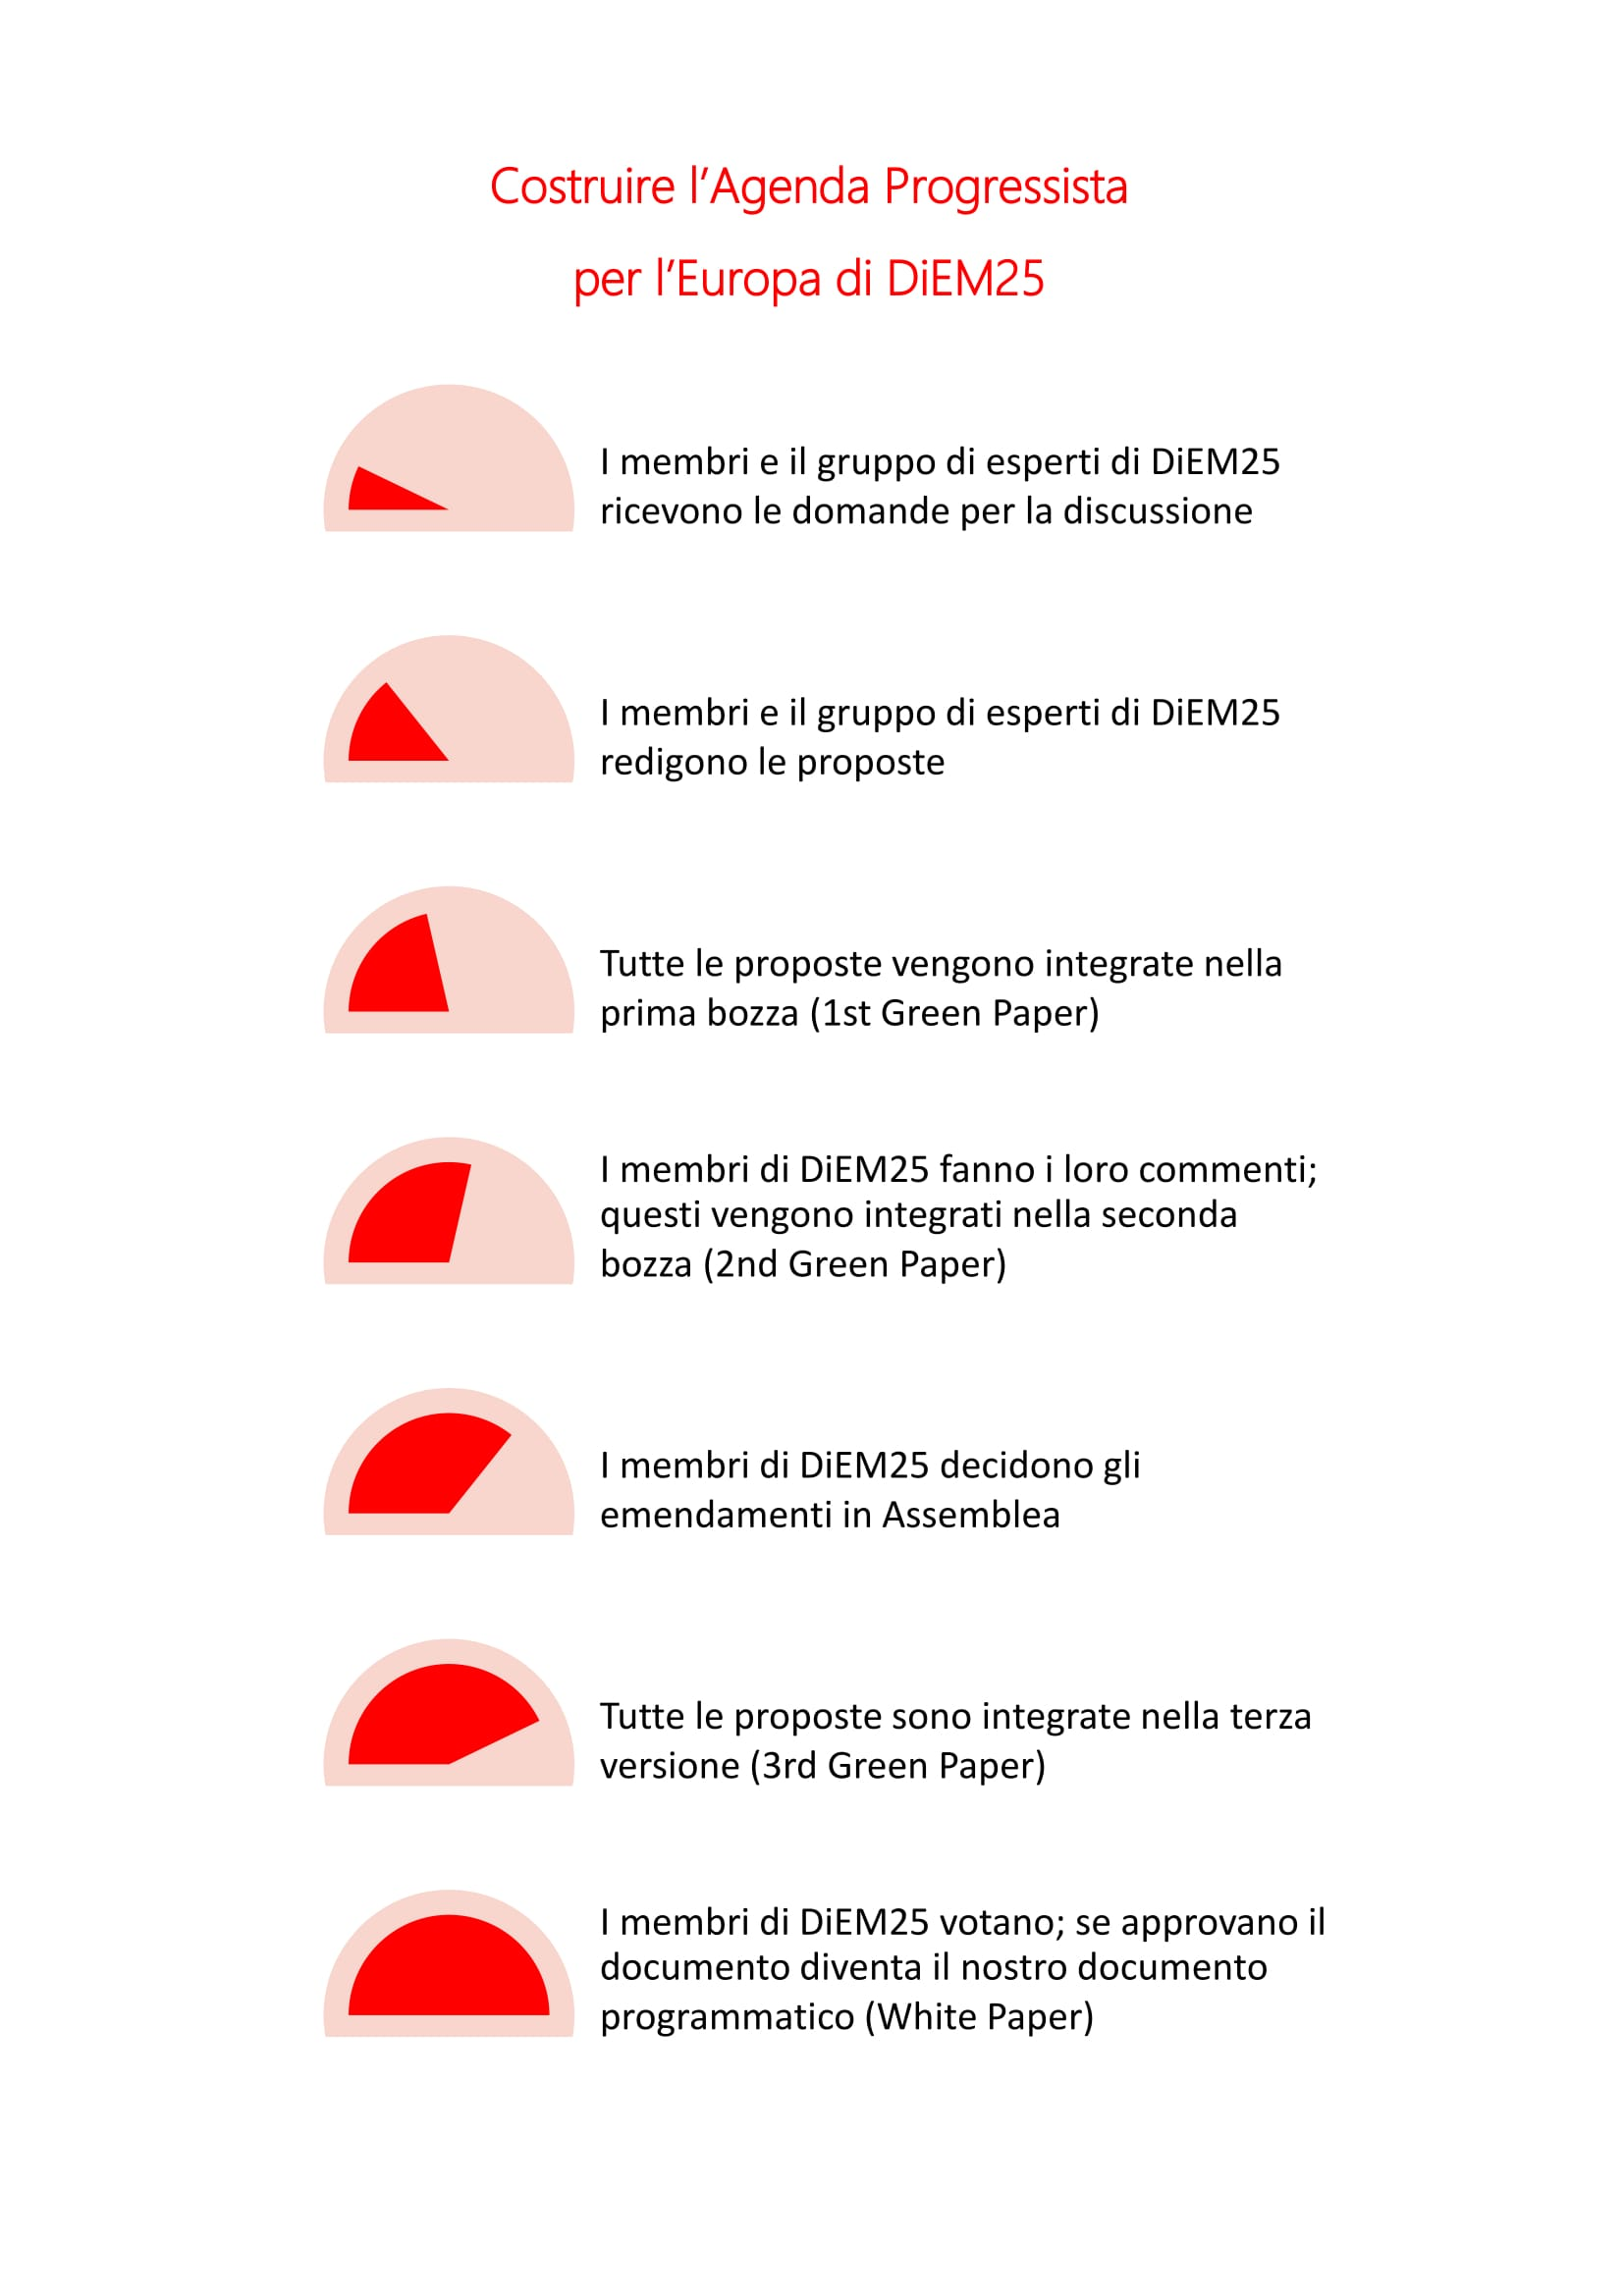 Costruire l’Agenda Progressista
per l’Europa di DiEM25
I membri e il gruppo di esperti di DiEM25
ricevono le domande per la discussione
I membri e il gruppo di esperti di DiEM25
redigono le proposte
Tutte le proposte vengono integrate nella
prima bozza (1st Green Paper)
I membri di DiEM25 fanno i loro commenti;
questi vengono integrati nella seconda
bozza (2nd Green Paper)
I membri di DiEM25 decidono gli
emendamenti in Assemblea
Tutte le proposte sono integrate nella terza
versione (3rd Green Paper)
I membri di DiEM25 votano; se approvano il
documento diventa il nostro documento
programmatico (White Paper)